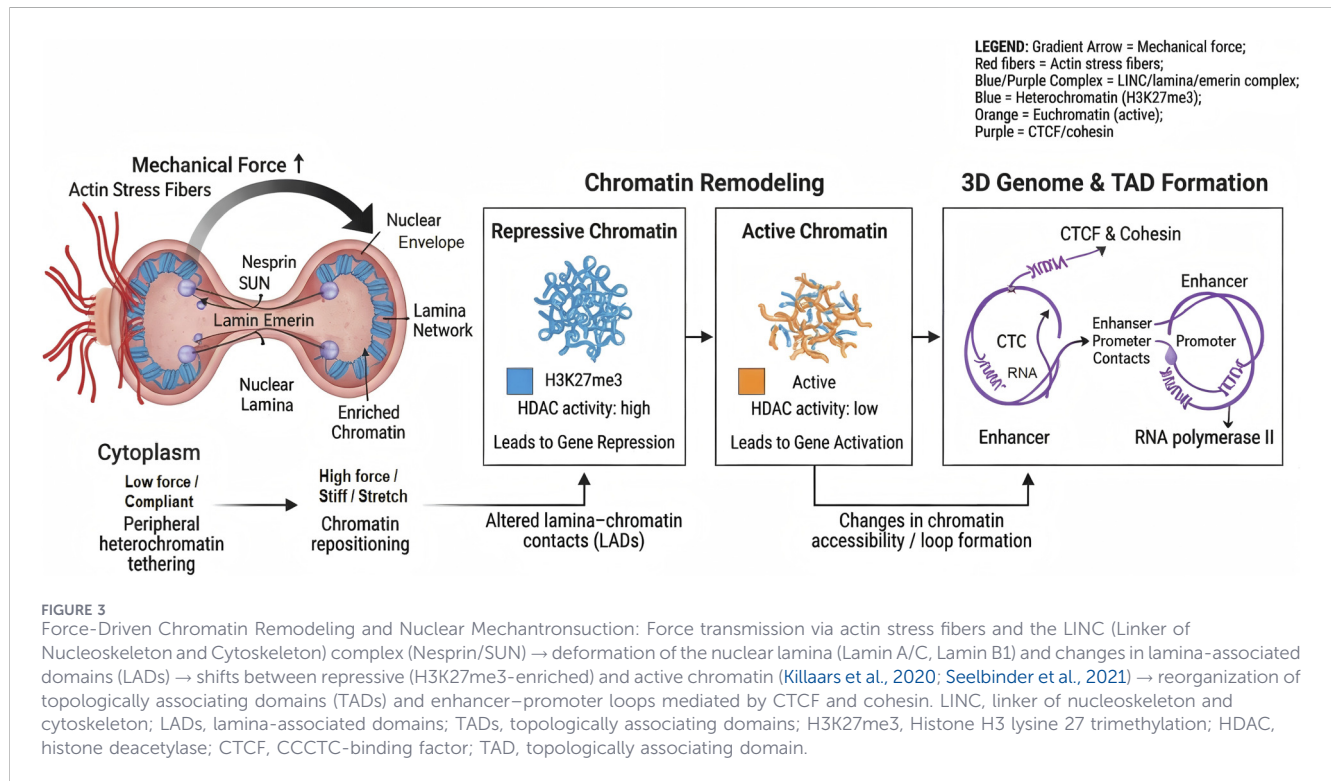 LEGEND: Gradient Arrow = Mechanical force;
Red fibers = Actin stress fibers;
Blue/Purple Complex = LINC/lamina/emerin complex;
Blue = Heterochromatin (H3K27me3);
Orange = Euchromatin (active);
Purple = CTCF/cohesin
Mechanical Force ↑
Actin Stress Fibers
Nuclear
Envelope
Nesprin
SUN
Lamin Emerin
Lamina
Network
Nuclear
Lamina
Enriched
Chromatin
Cytoplasm
Low force /
Compliant
Peripheral
heterochromatin
tethering
High force /
Stiff / Stretch
Chromatin
repositioning
Chromatin Remodeling
Repressive Chromatin
H3K27me3
HDAC activity: high
Leads to Gene Repression
Active Chromatin
Active
HDAC activity: low
Leads to Gene Activation
Altered lamina–chromatin
contacts (LADs)
Changes in chromatin
accessibility / loop formation
3D Genome & TAD Formation
CTCF & Cohesin
CTC
RNA
Enhancer
Enhanser
Prometer
Contacts
Enhancer
Promoter
RNA polymerase II
FIGURE 3
Force-Driven Chromatin Remodeling and Nuclear Mechantronsuction: Force transmission via actin stress fibers and the LINC (Linker of
Nucleoskeleton and Cytoskeleton) complex (Nesprin/SUN) → deformation of the nuclear lamina (Lamin A/C, Lamin B1) and changes in lamina-associated
domains (LADs) → shifts between repressive (H3K27me3-enriched) and active chromatin (Killaars et al., 2020; Seelbinder et al., 2021) → reorganization of
topologically associating domains (TADs) and enhancer–promoter loops mediated by CTCF and cohesin. LINC, linker of nucleoskeleton and
cytoskeleton; LADs, lamina-associated domains; TADs, topologically associating domains; H3K27me3, Histone H3 lysine 27 trimethylation; HDAC,
histone deacetylase; CTCF, CCCTC-binding factor; TAD, topologically associating domain.